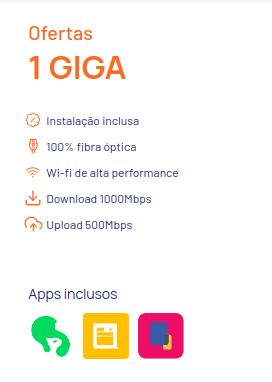 Ofertas
1 GIGA
Instalação inclusa
100% fibra óptica
Wi-fi de alta performance
Download 1000Mbps
Upload 500Mbps
Apps inclusos